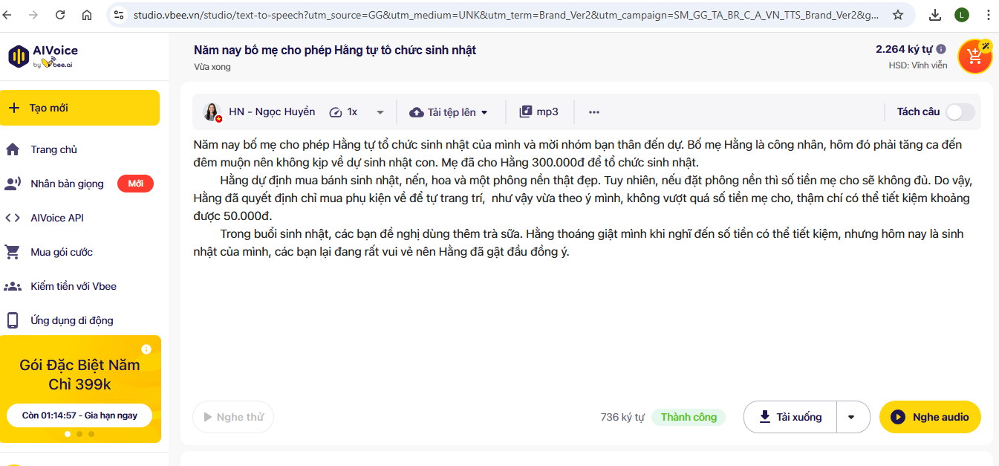 studio.vbee.vn/studio/text-to-speech?utm_source=GG&utm_medium=UNK&utm_term=Brand_Ver2&utm_campaign=SM_GG_TA_BR_C_A_VN_TTS_Brand_Ver2&g...
L
AIVoice
by Vbee.ai
Tạo mới
Trang chủ
Nhân bản giọng Mới
AIVoice API
Mua gói cước
Kiếm tiền với Vbee
Ứng dụng di động
Gói Đặc Biệt Năm
Chỉ 399k
Còn 01:14:57 - Gia hạn ngay
Năm nay bố mẹ cho phép Hằng tự tổ chức sinh nhật
Vừa xong
2.264 ký tự
HSD: Vĩnh viễn
HN - Ngọc Huyền 1x Tải tệp lên mp3 ••• Tách câu
Năm nay bố mẹ cho phép Hằng tự tổ chức sinh nhật của mình và mời nhóm bạn thân đến dự. Bố mẹ Hằng là công nhân, hôm đó phải tăng ca đến
đêm muộn nên không kịp về dự sinh nhật con. Mẹ đã cho Hằng 300.000đ để tổ chức sinh nhật.
Hằng dự định mua bánh sinh nhật, nến, hoa và một phông nền thật đẹp. Tuy nhiên, nếu đặt phông nền thì số tiền mẹ cho sẽ không đủ. Do vậy,
Hằng đã quyết định chỉ mua phụ kiện về để tự trang trí,  như vậy vừa theo ý mình, không vượt quá số tiền mẹ cho, thậm chí có thể tiết kiệm khoảng
được 50.000đ.
Trong buổi sinh nhật, các bạn đề nghị dùng thêm trà sữa. Hằng thoáng giật mình khi nghĩ đến số tiền có thể tiết kiệm, nhưng hôm nay là sinh
nhật của mình, các bạn lại đang rất vui vẻ nên Hằng đã gật đầu đồng ý.
Nghe thử
736 ký tự Thành công Tải xuống Nghe audio